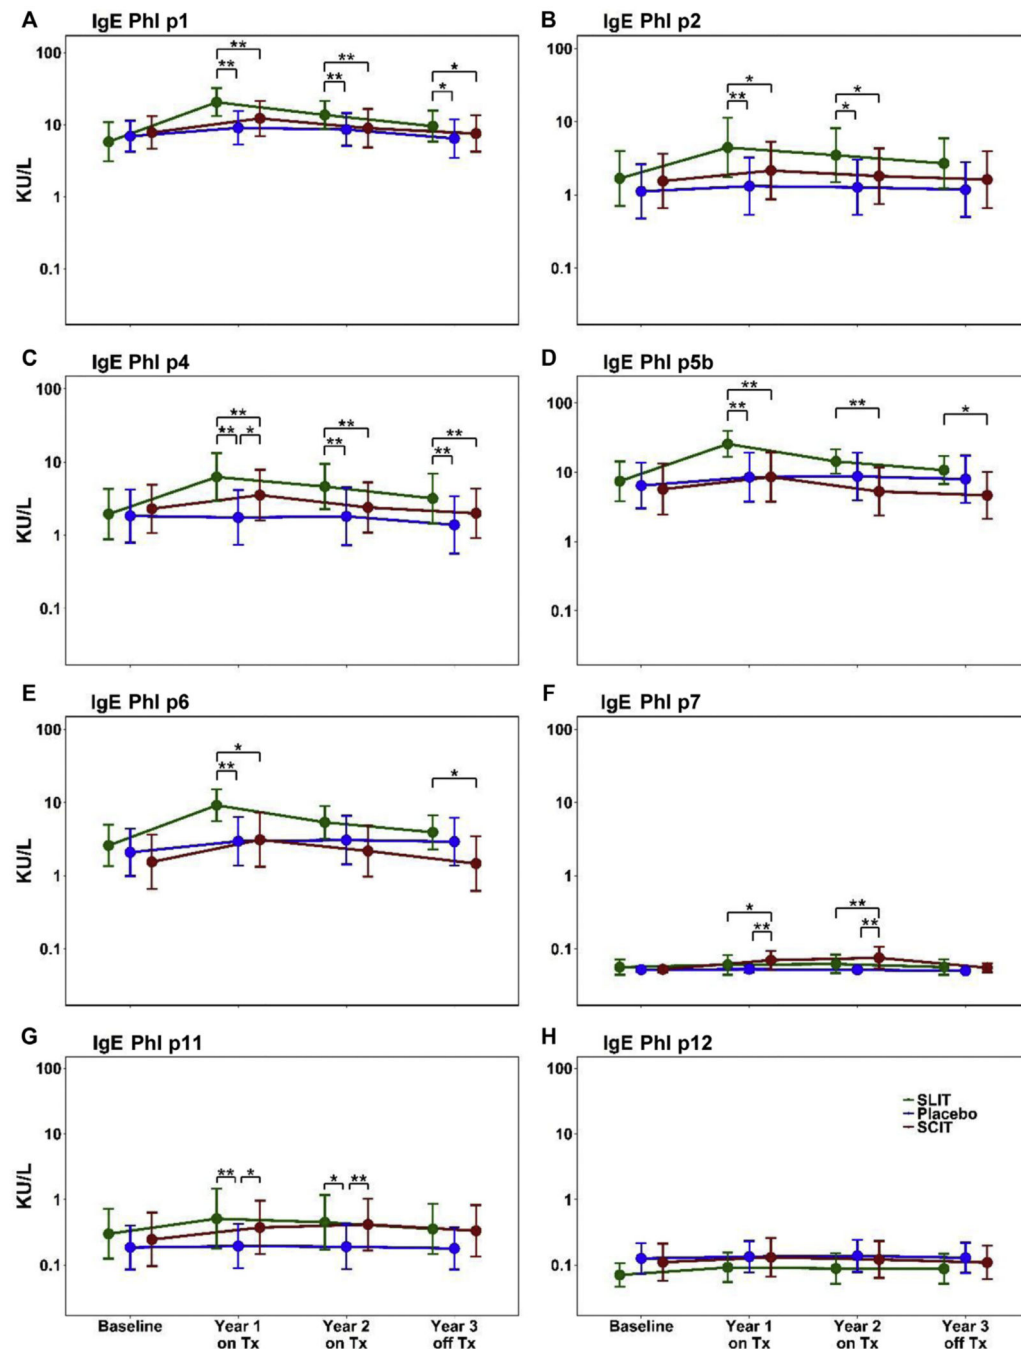 A IgE Phl p1
B IgE Phl p2
100
10
1
0.1
KU/L
** ** ** ** * *
100
10
1
0.1
* ** * *
C IgE Phl p4
D IgE Phl p5b
100
10
1
0.1
KU/L
** ** * ** ** ** **
100
10
1
0.1
** ** ** *
E IgE Phl p6
F IgE Phl p7
100
10
1
0.1
KU/L
* ** *
100
10
1
0.1
* ** ** **
G IgE Phl p11
H IgE Phl p12
100
10
1
0.1
KU/L
** * * **
100
10
1
0.1
SLIT
Placebo
SCIT
Baseline
Year 1
on Tx
Year 2
on Tx
Year 3
off Tx
Baseline
Year 1
on Tx
Year 2
on Tx
Year 3
off Tx